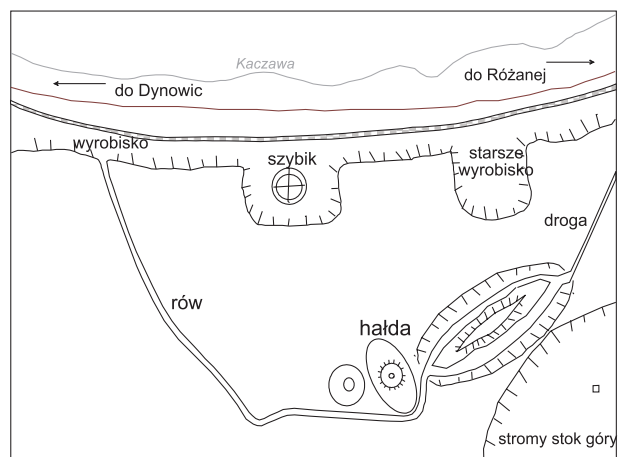 Kaczawa
do Różanej
do Dynowic
wyrobisko
szybik
starsze
wyrobisko
droga
rów
hałda
stromy stok góry